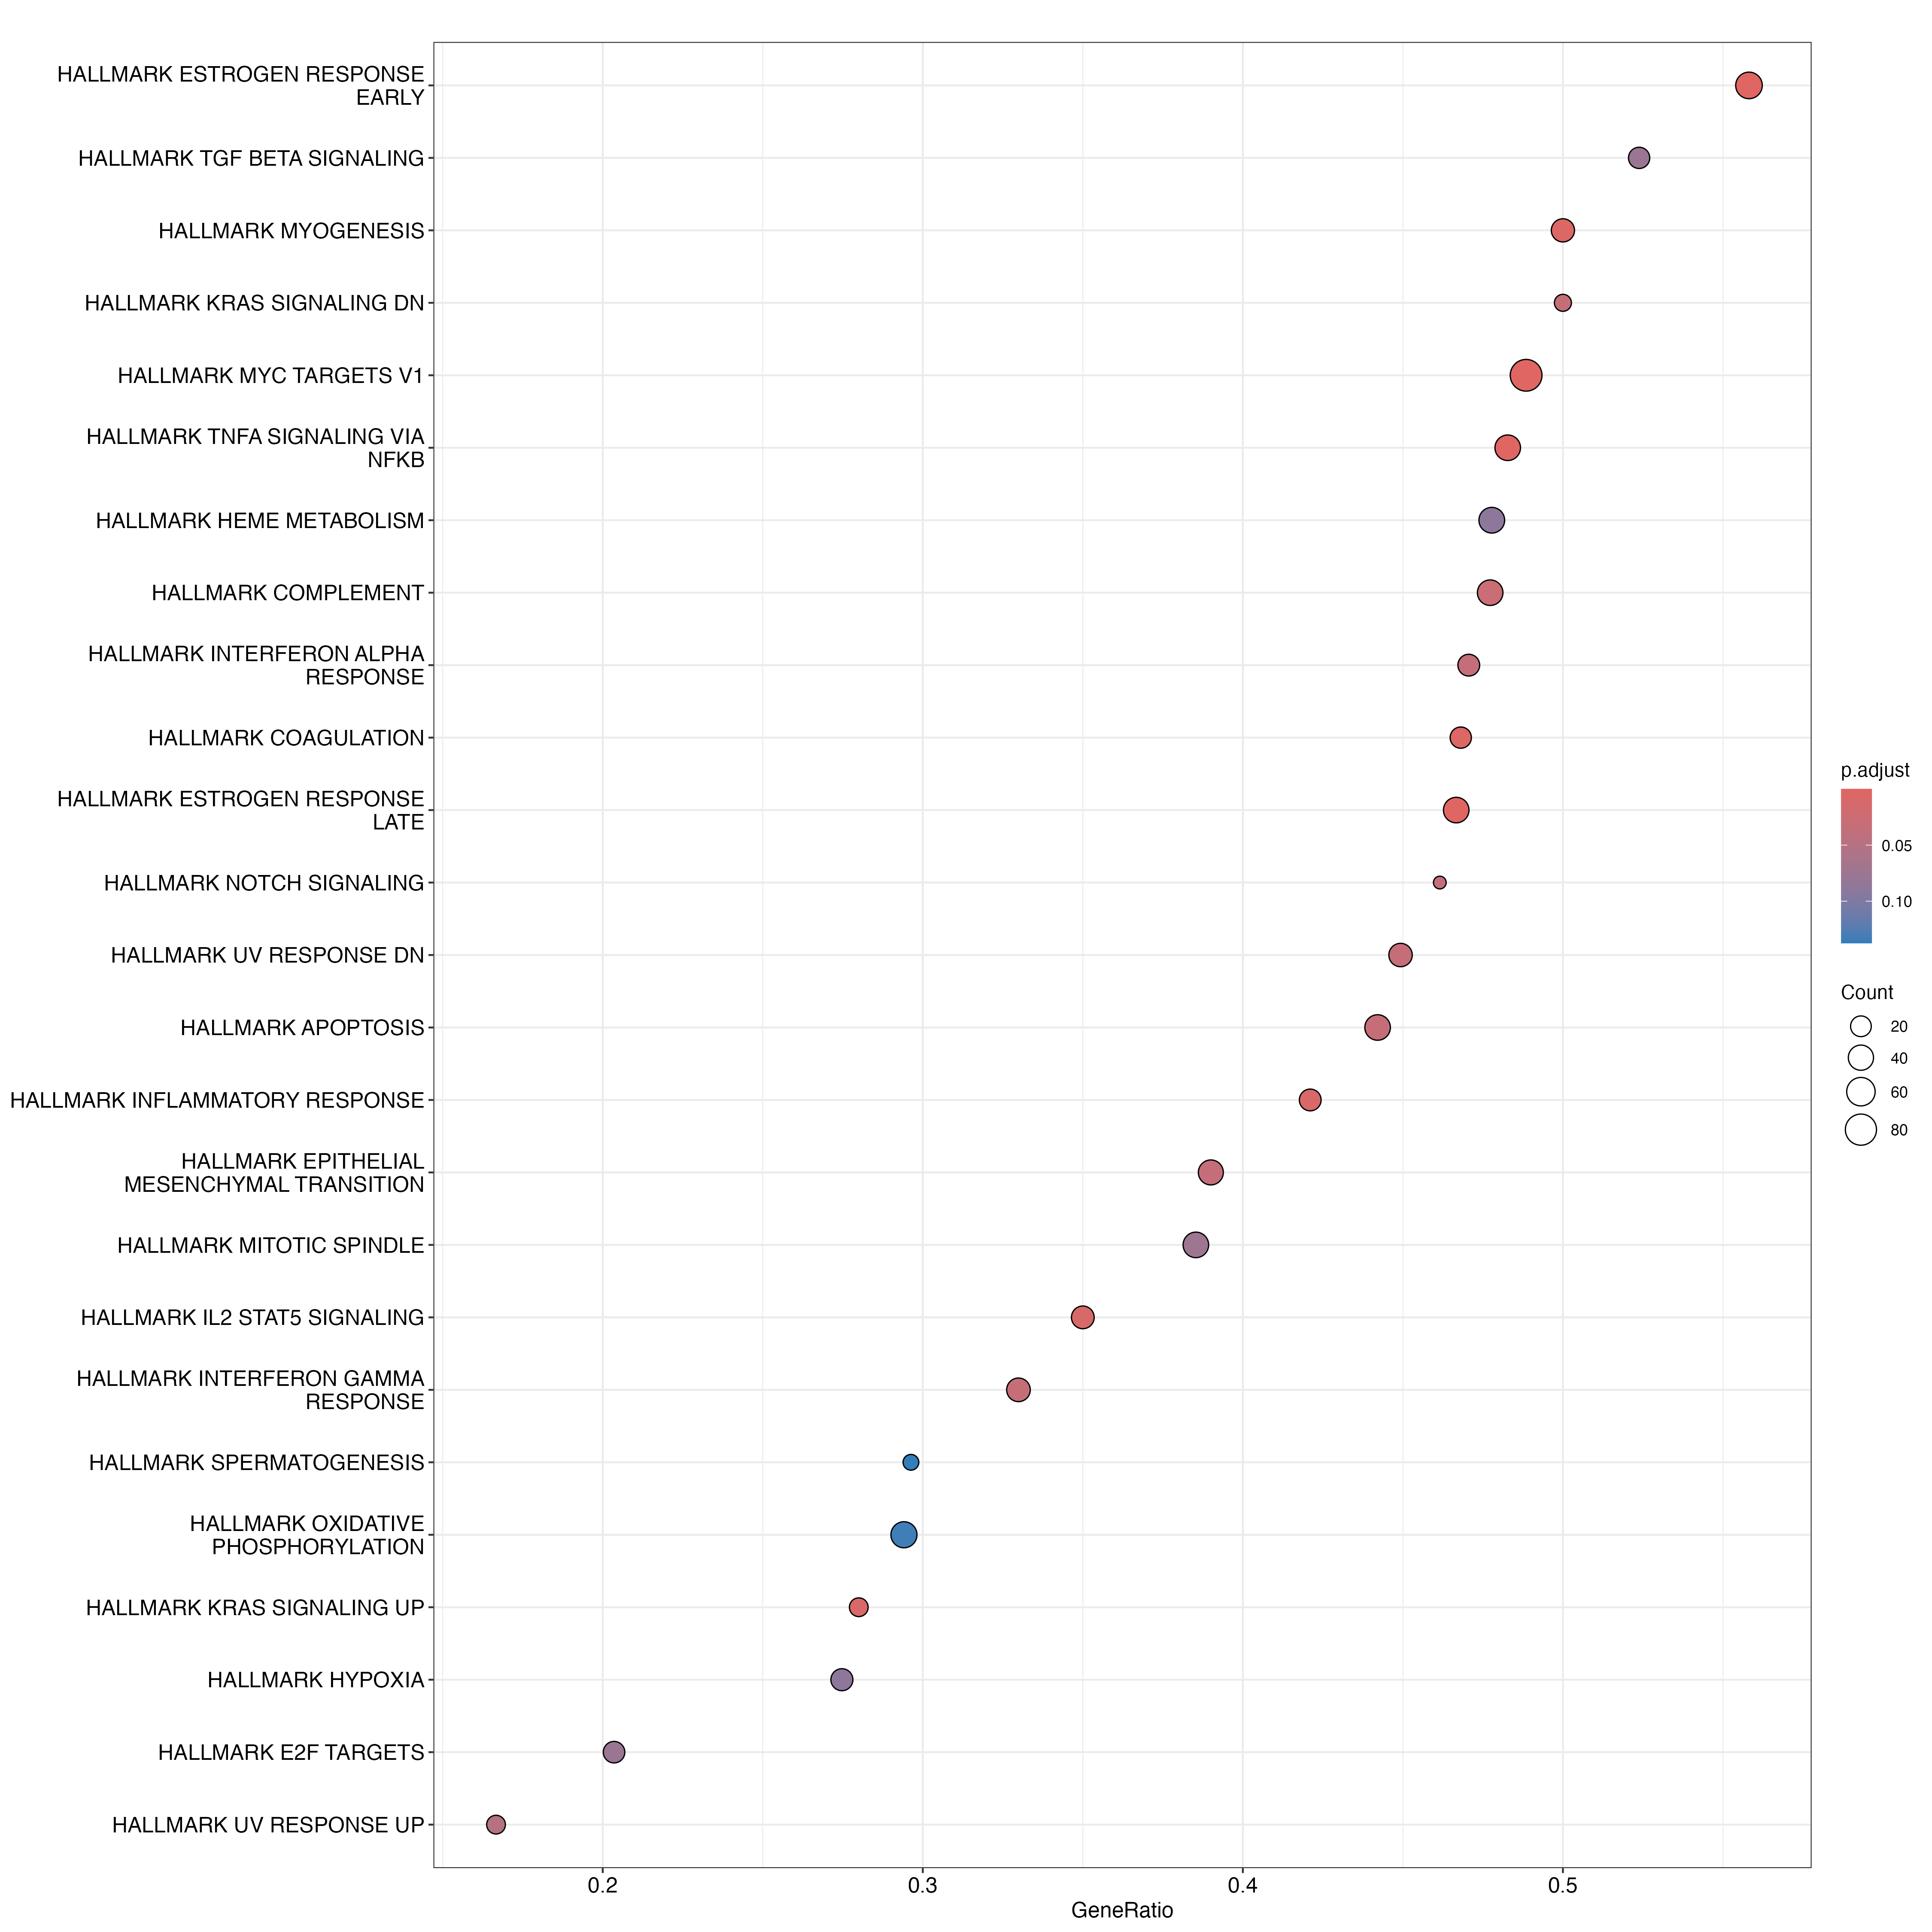 HALLMARK ESTROGEN RESPONSE
EARLY
HALLMARK TGF BETA SIGNALING
HALLMARK MYOGENESIS
HALLMARK KRAS SIGNALING DN
HALLMARK MYC TARGETS V1
HALLMARK TNFA SIGNALING VIA
NFKB
HALLMARK HEME METABOLISM
HALLMARK COMPLEMENT
HALLMARK INTERFERON ALPHA
RESPONSE
HALLMARK COAGULATION
HALLMARK ESTROGEN RESPONSE
LATE
HALLMARK NOTCH SIGNALING
HALLMARK UV RESPONSE DN
HALLMARK APOPTOSIS
HALLMARK INFLAMMATORY RESPONSE
HALLMARK EPITHELIAL
MESENCHYMAL TRANSITION
HALLMARK MITOTIC SPINDLE
HALLMARK IL2 STAT5 SIGNALING
HALLMARK INTERFERON GAMMA
RESPONSE
HALLMARK SPERMATOGENESIS
HALLMARK OXIDATIVE
PHOSPHORYLATION
HALLMARK KRAS SIGNALING UP
HALLMARK HYPOXIA
HALLMARK E2F TARGETS
HALLMARK UV RESPONSE UP
0.2 0.3 0.4 0.5
GeneRatio
p.adjust
0.05
0.10
Count
20
40
60
80